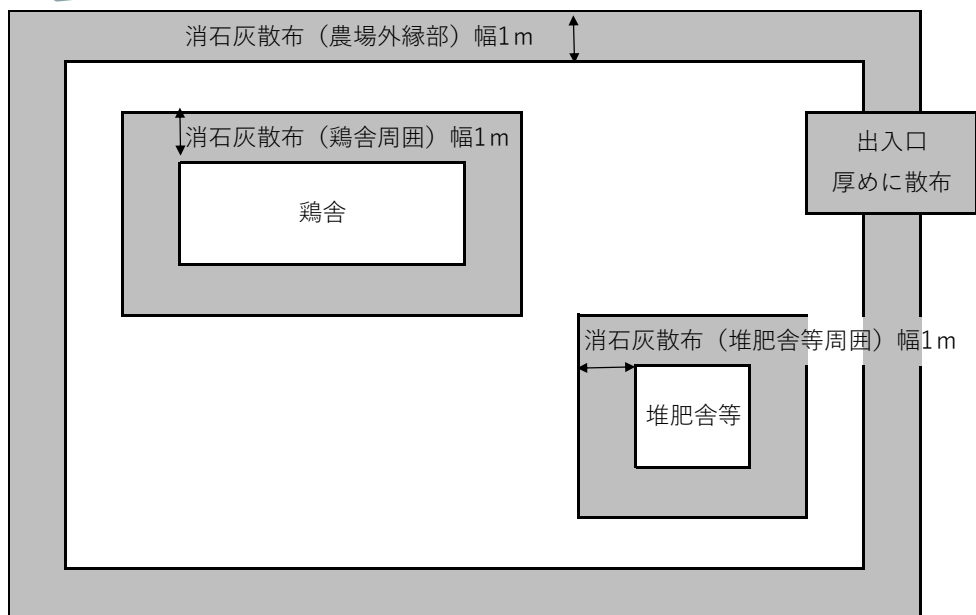 消石灰散布（農場外縁部）幅1ｍ
消石灰散布（鶏舎周囲）幅1ｍ
出入口
厚めに散布
鶏舎
消石灰散布（堆肥舎等周囲）幅1ｍ
堆肥舎等